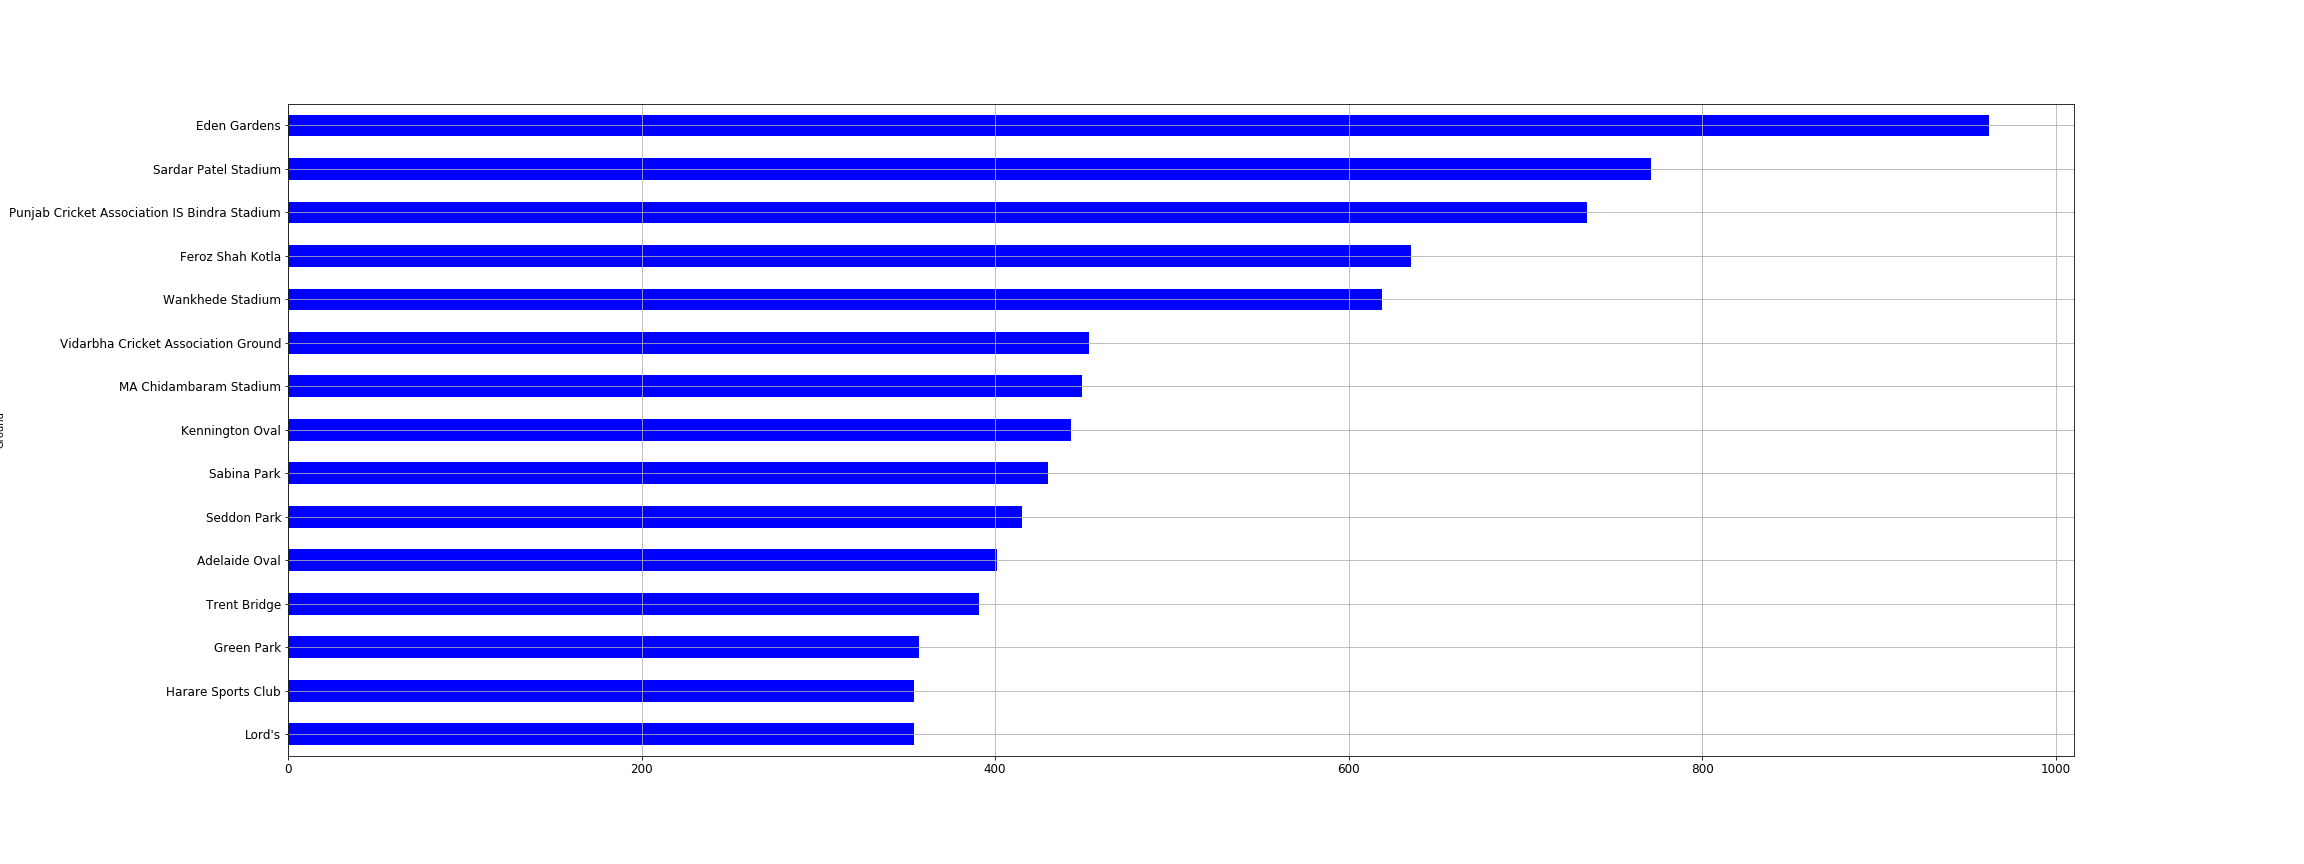 Eden Gardens
Sardar Patel Stadium
Punjab Cricket Association IS Bindra Stadium
Feroz Shah Kotla
Wankhede Stadium
Vidarbha Cricket Association Ground
MA Chidambaram Stadium
Kennington Oval
Sabina Park
Seddon Park
Adelaide Oval
Trent Bridge
Green Park
Harare Sports Club
Lord's
0 200 400 600 800 1000